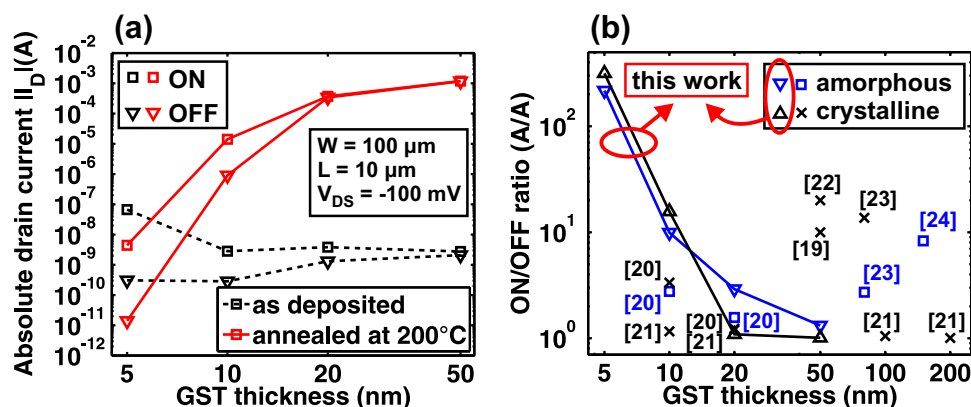 (a)
Absolute drain current |I_D|(A)
10^-2
10^-3
10^-4
10^-5
10^-6
10^-7
10^-8
10^-9
10^-10
10^-11
10^-12
ON
OFF
W = 100 µm
L = 10 µm
V_DS = -100 mV
as deposited
annealed at 200°C
5 10 20 50
GST thickness (nm)
(b)
ON/OFF ratio (A/A)
10^2
10^1
10^0
this work
amorphous
crystalline
[22]
[23]
[24]
[19]
[20]
[23]
[20]
[21]
[20]
[20]
[21]
[21]
[21]
5 10 20 50 100 200
GST thickness (nm)